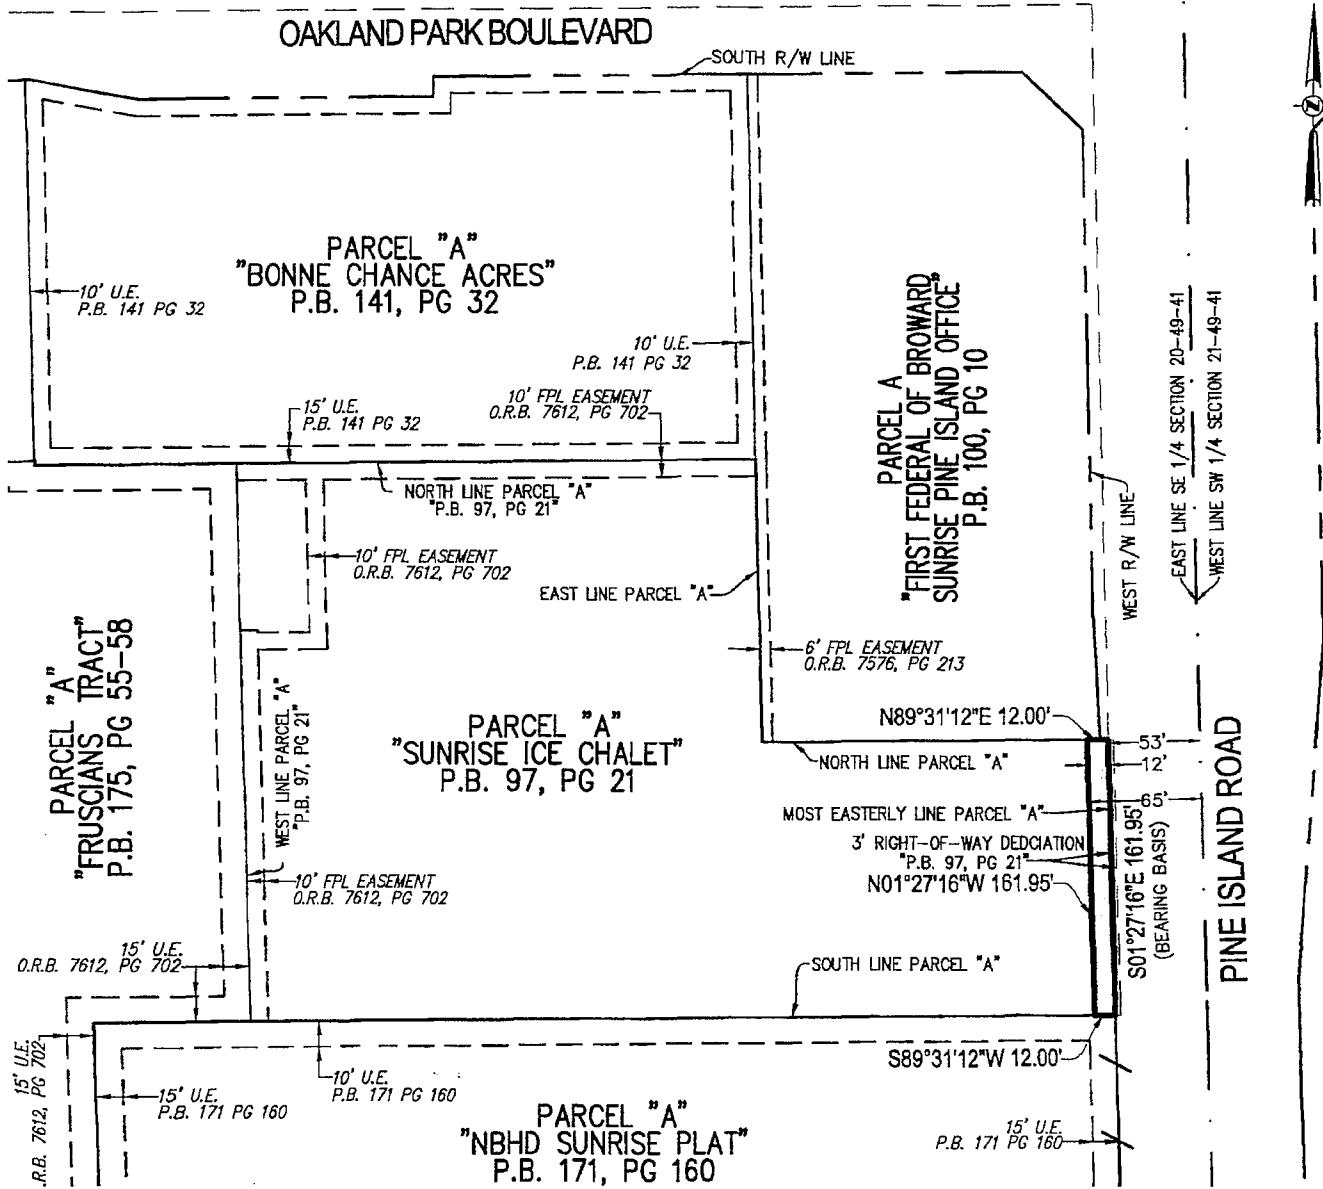 OAKLAND PARK BOULEVARD
SOUTH R/W LINE
Z
PARCEL "A"
"BONNE CHANCE ACRES"
P.B. 141, PG 32
10' U.E.
P.B. 141 PG 32
10' U.E.
P.B. 141 PG 32
15' U.E.
P.B. 141 PG 32
10' FPL EASEMENT
O.R.B. 7612, PG 702
PARCEL A
"FIRST FEDERAL OF BROWARD
SUNRISE PINE ISLAND OFFICE"
P.B. 100, PG 10
EAST LINE SE 1/4 SECTION 20-49-41
WEST LINE SW 1/4 SECTION 21-49-41
WEST R/W LINE
NORTH LINE PARCEL "A"
"P.B. 97, PG 21"
10' FPL EASEMENT
O.R.B. 7612, PG 702
EAST LINE PARCEL "A"
6' FPL EASEMENT
O.R.B. 7576, PG 213
PARCEL "A"
"FRUSCIANS TRACT"
P.B. 175, PG 55-58
WEST LINE PARCEL "A"
"P.B. 97, PG 21"
PARCEL "A"
"SUNRISE ICE CHALET"
P.B. 97, PG 21
N89°31'12"E 12.00'
53'
NORTH LINE PARCEL "A"
12'
65'
MOST EASTERLY LINE PARCEL "A"
3' RIGHT-OF-WAY DEDCIATION
"P.B. 97, PG 21"
N01°27'16"W 161.95'
S01°27'16"E 161.95'
(BEARING BASIS)
PINE ISLAND ROAD
10' FPL EASEMENT
O.R.B. 7612, PG 702
15' U.E.
O.R.B. 7612, PG 702
SOUTH LINE PARCEL "A"
S89°31'12"W 12.00'
15' U.E.
.R.B. 7612, PG 702
15' U.E.
P.B. 171 PG 160
10' U.E.
P.B. 171 PG 160
PARCEL "A"
"NBHD SUNRISE PLAT"
P.B. 171, PG 160
15' U.E.
P.B. 171 PG 160